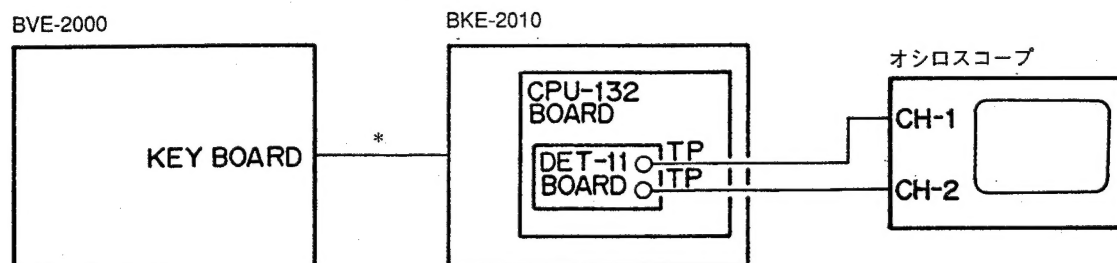 BVE-2000
BKE-2010
オシロスコープ
CPU-132
BOARD
KEY BOARD
*
DET-11
BOARD
TP
TP
CH-1
CH-2